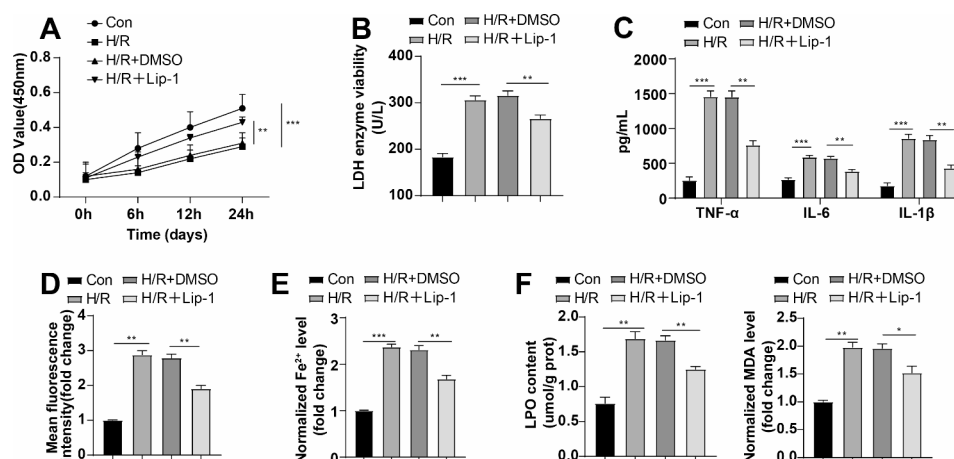 A
Con
H/R
H/R+DMSO
H/R+Lip-1
OD Value(450nm)
0.8
0.6
0.4
0.2
0.0
0h 6h 12h 24h
Time (days)
** ***
B
Con H/R+DMSO
H/R H/R+Lip-1
LDH enzyme viability
(U/L)
400
300
200
100
*** **
C
Con H/R+DMSO
H/R H/R+Lip-1
pg/mL
2000
1500
1000
500
0
*** ** *** ** *** **
TNF-α IL-6 IL-1β
D
Con H/R+DMSO
H/R H/R+Lip-1
Mean fluorescence
intensity(fold change)
4
3
2
1
0
** **
E
Con H/R+DMSO
H/R H/R+Lip-1
Normalized Fe²⁺ level
(fold change)
3
2
1
0
*** **
F
Con H/R+DMSO
H/R H/R+Lip-1
LPO content
(umol/g prot)
2.0
1.5
1.0
0.5
0.0
** **
Con H/R+DMSO
H/R H/R+Lip-1
Normalized MDA level
(fold change)
2.5
2.0
1.5
1.0
0.5
0.0
** *